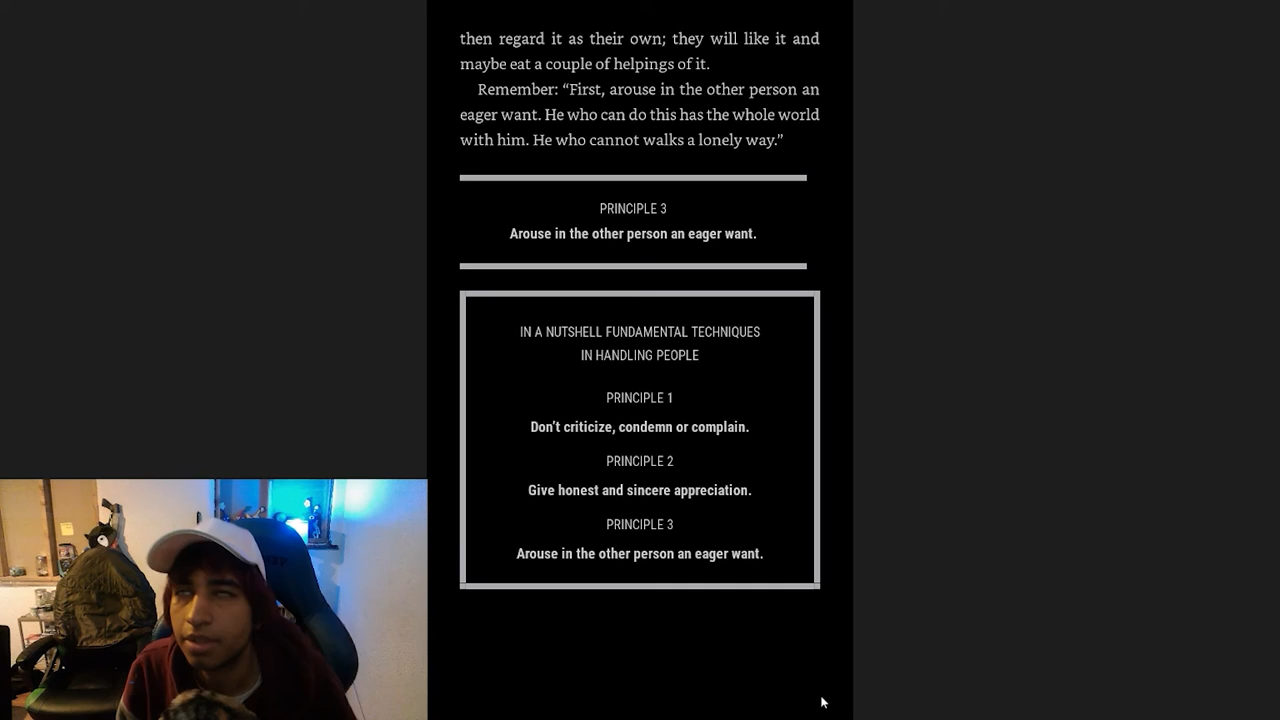 then regard it as their own; they will like it and
maybe eat a couple of helpings of it.
Remember: “First, arouse in the other person an
eager want. He who can do this has the whole world
with him. He who cannot walks a lonely way.”
PRINCIPLE 3
Arouse in the other person an eager want.
IN A NUTSHELL FUNDAMENTAL TECHNIQUES
IN HANDLING PEOPLE
PRINCIPLE 1
Don’t criticize, condemn or complain.
PRINCIPLE 2
Give honest and sincere appreciation.
PRINCIPLE 3
Arouse in the other person an eager want.